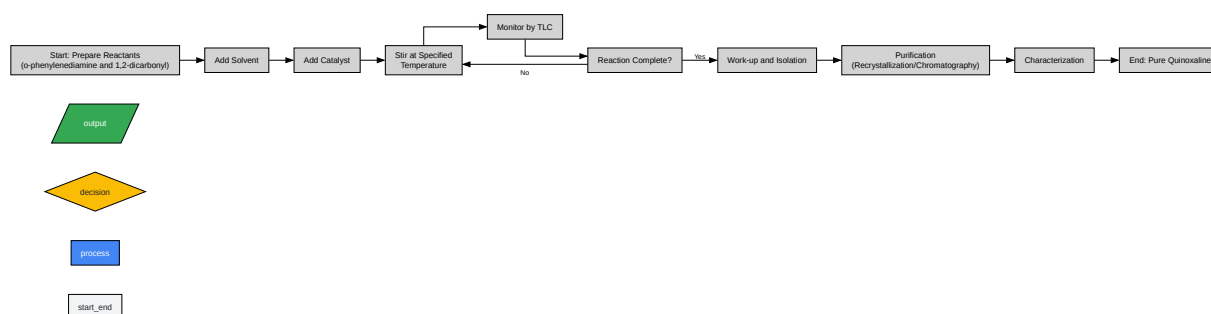 Start: Prepare Reactants
(o-phenylenediamine and 1,2-dicarbonyl)
Add Solvent
Add Catalyst
Stir at Specified
Temperature
Monitor by TLC
No
Reaction Complete?
Yes
Work-up and Isolation
Purification
(Recrystallization/Chromatography)
Characterization
End: Pure Quinoxaline
output
decision
process
start_end